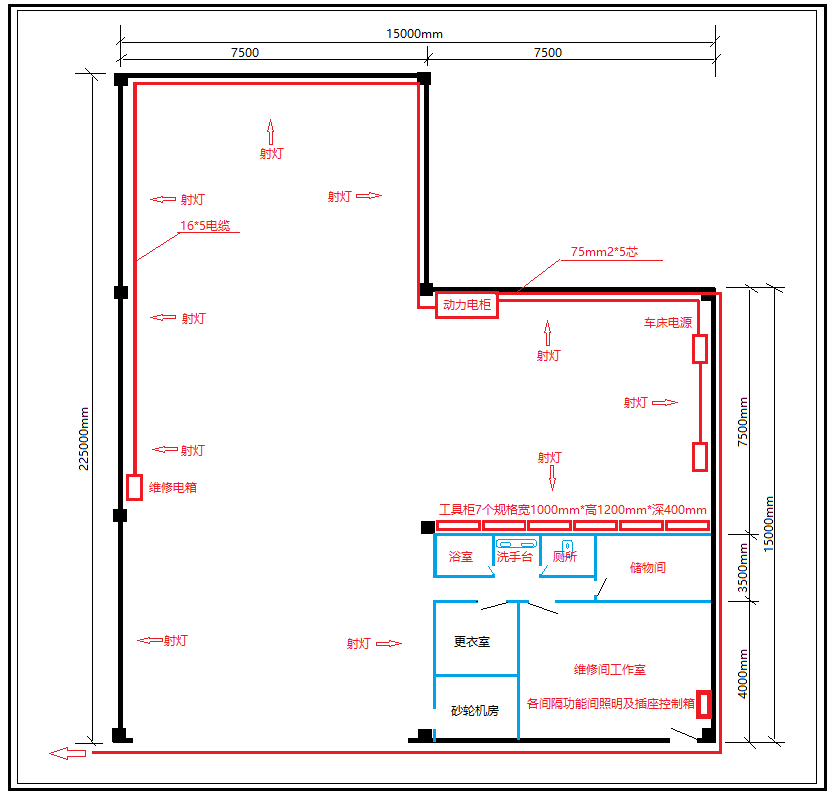 15000mm
7500
7500
射灯
射灯
射灯
16*5电缆
75mm2*5芯
动力电柜
射灯
车床电源
射灯
射灯
225000mm
7500mm
射灯
射灯
维修电箱
工具柜7个规格宽1000mm*高1200mm*深400mm
15000mm
浴室
洗手台
厕所
储物间
3500mm
射灯
射灯
更衣室
维修间工作室
4000mm
各间隔功能间照明及插座控制箱
砂轮机房